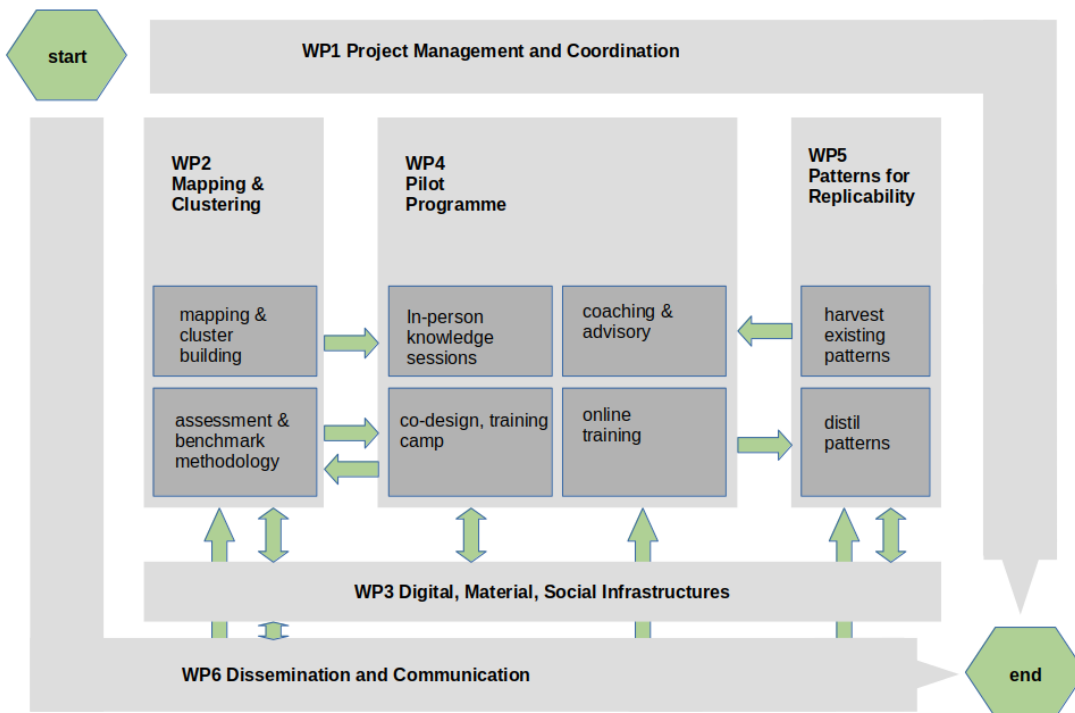 start
WP1 Project Management and Coordination
WP2
Mapping &
Clustering
mapping &
cluster
building
assessment &
benchmark
methodology
WP4
Pilot
Programme
In-person
knowledge
sessions
coaching &
advisory
co-design, training
camp
online
training
WP5
Patterns for
Replicability
harvest
existing
patterns
distil
patterns
WP3 Digital, Material, Social Infrastructures
WP6 Dissemination and Communication
end